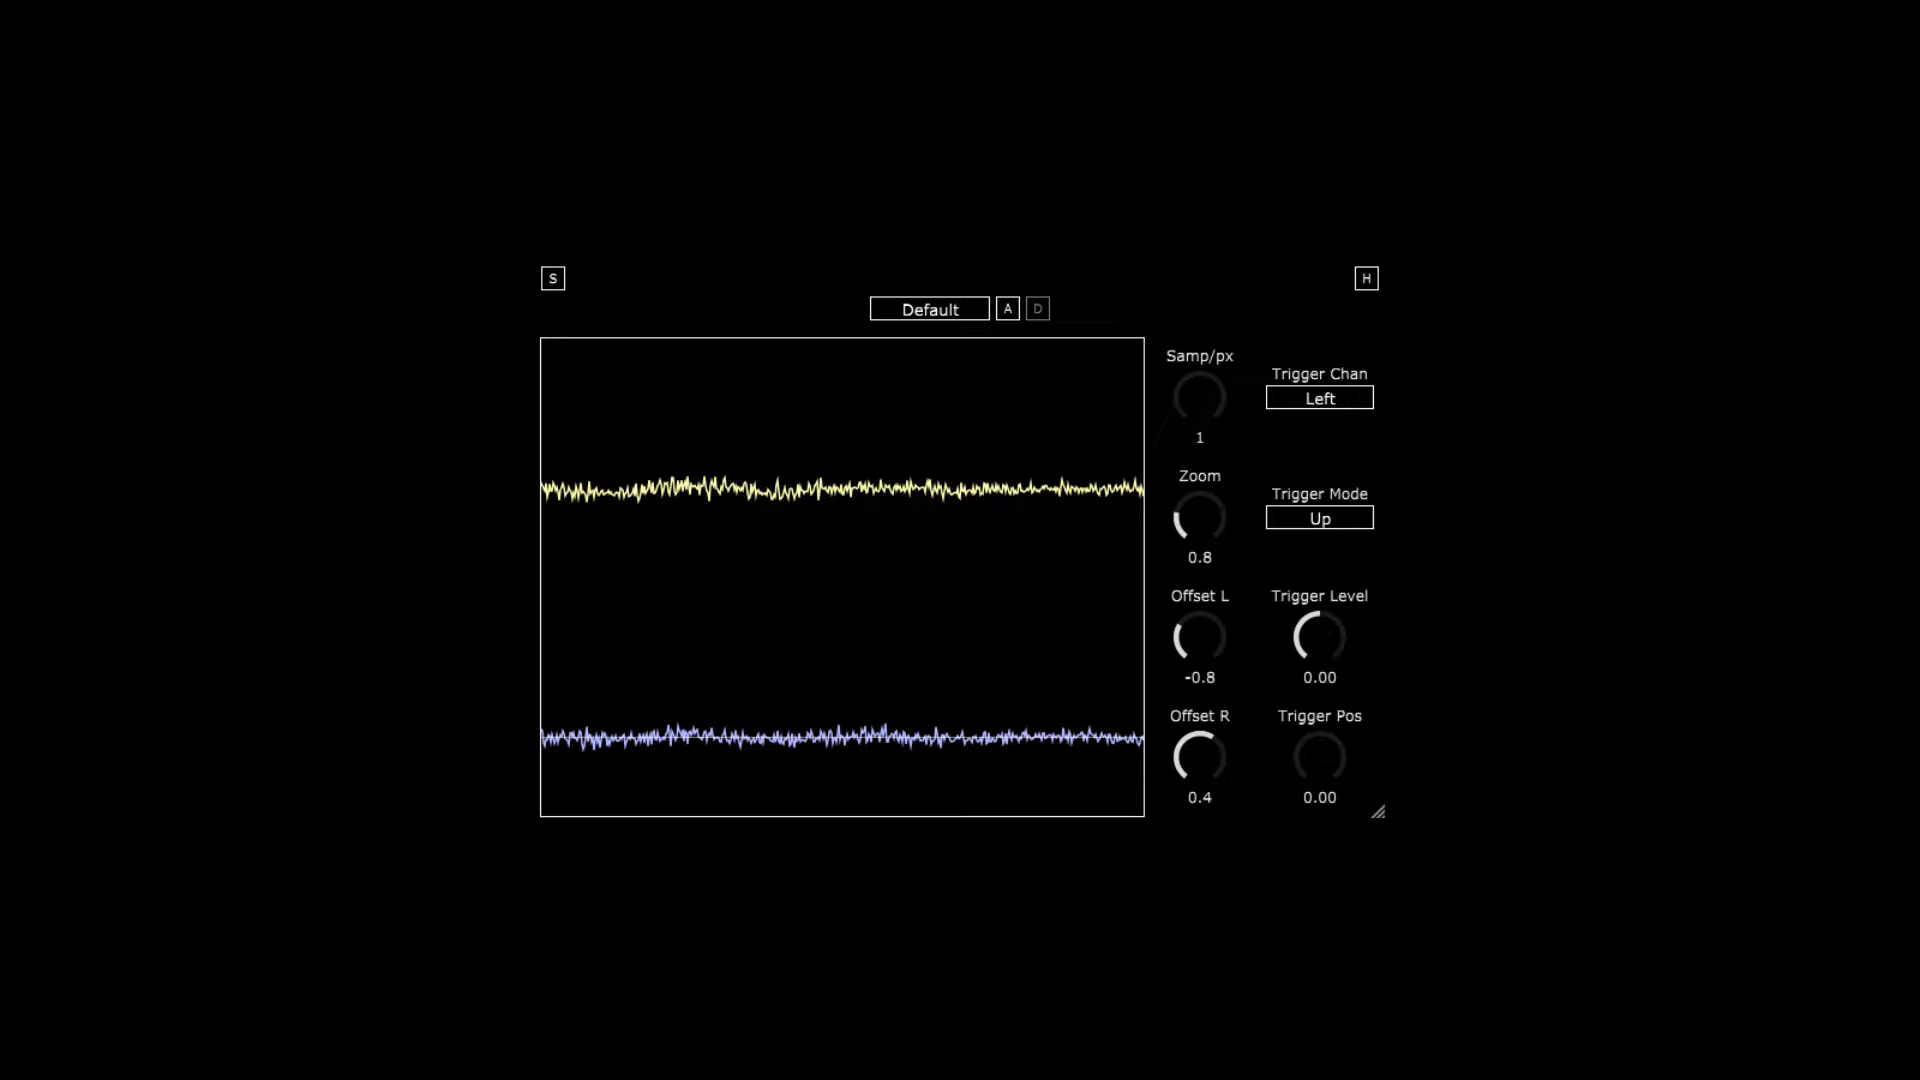 S
H
Default
A
D
Samp/px
Trigger Chan
Left
1
Zoom
Trigger Mode
Up
0.8
Offset L
Trigger Level
-0.8
0.00
Offset R
Trigger Pos
0.4
0.00